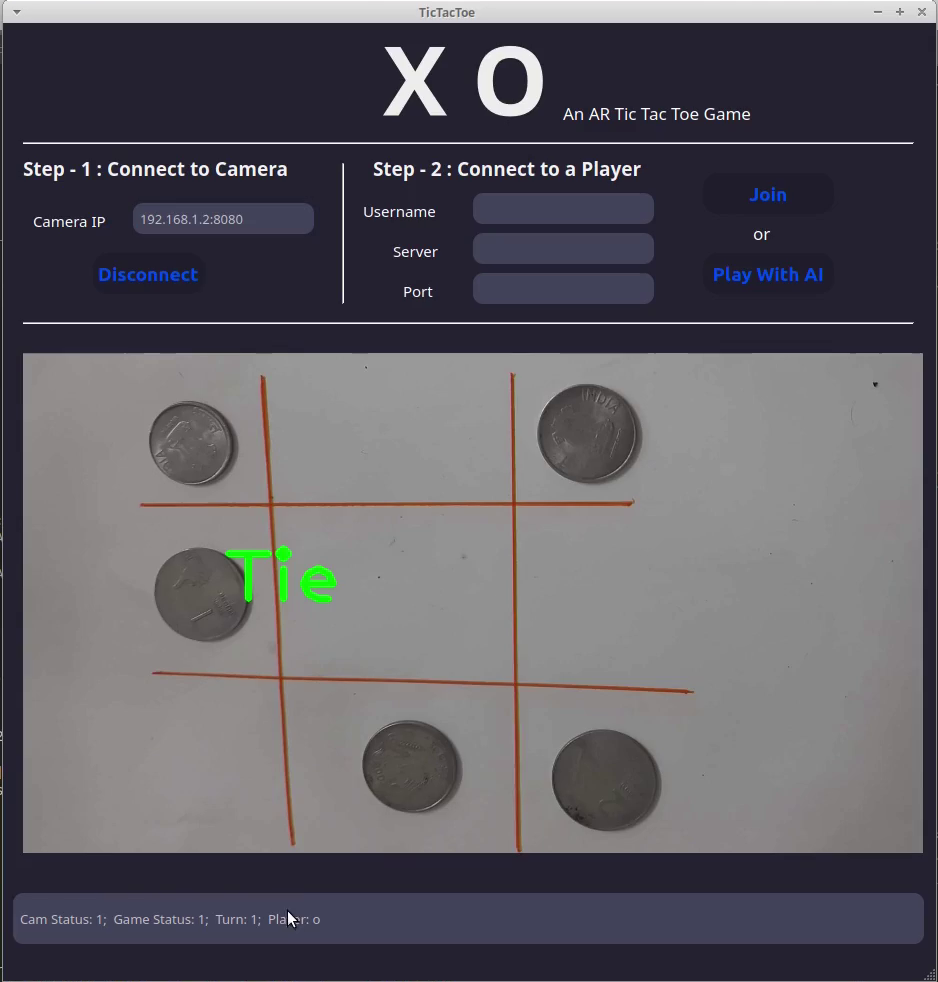 TicTacToe
X O
An AR Tic Tac Toe Game
Step - 1 : Connect to Camera
Camera IP
192.168.1.2:8080
Disconnect
Step - 2 : Connect to a Player
Username
Server
Port
Join
or
Play With AI
INDIA
Tie
1
Cam Status: 1;  Game Status: 1;  Turn: 1;  Player: o